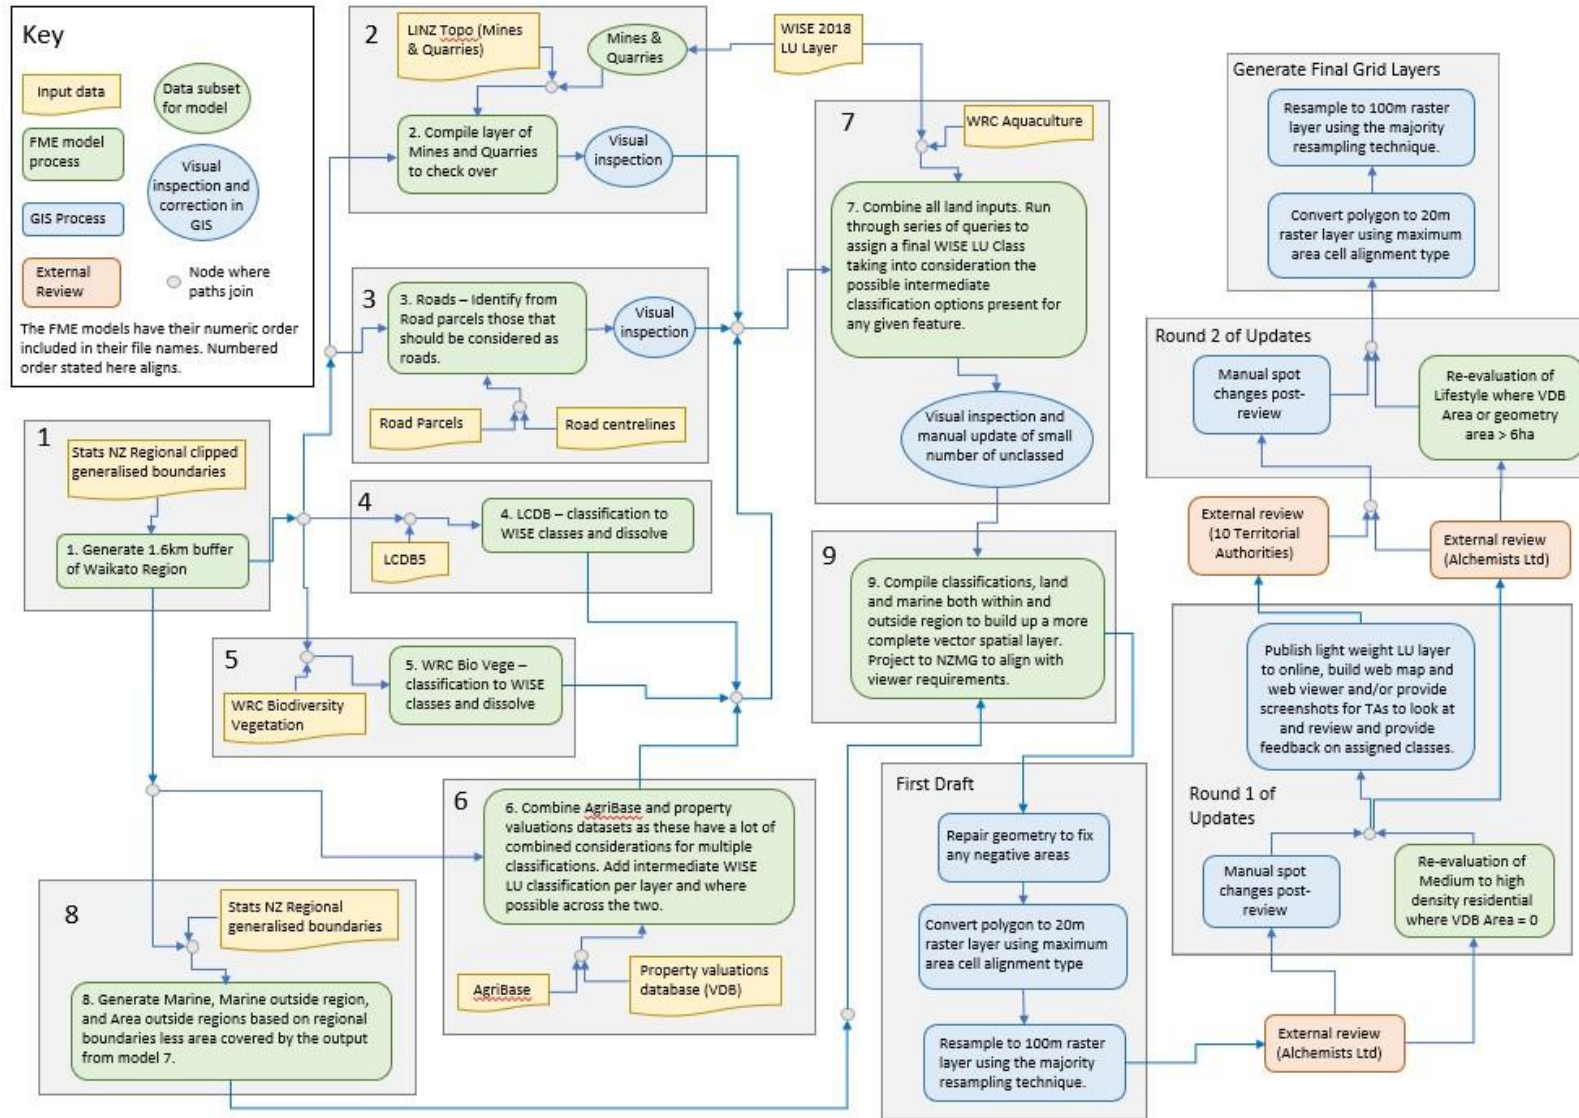 Key
Input data
Data subset
for model
FME model
process
Visual
inspection and
correction in
GIS
GIS Process
External
Review
Node where
paths join
The FME models have their numeric order
included in their file names. Numbered
order stated here aligns.
2
LINZ Topo (Mines
& Quarries)
Mines &
Quarries
WISE 2018
LU Layer
2. Compile layer of
Mines and Quarries
to check over
Visual
inspection
3
3. Roads – Identify from
Road parcels those that
should be considered as
roads.
Visual
inspection
Road Parcels
Road centrelines
1
Stats NZ Regional clipped
generalised boundaries
1. Generate 1.6km buffer
of Waikato Region
4
4. LCDB – classification to
WISE classes and dissolve
LCDB5
5
5. WRC Bio Vege –
classification to WISE
classes and dissolve
WRC Biodiversity
Vegetation
6
6. Combine AgriBase and property
valuations datasets as these have a lot of
combined considerations for multiple
classifications. Add intermediate WISE
LU classification per layer and where
possible across the two.
AgriBase
Property valuations
database (VDB)
8
Stats NZ Regional
generalised boundaries
8. Generate Marine, Marine outside region,
and Area outside regions based on regional
boundaries less area covered by the output
from model 7.
7
WRC Aquaculture
7. Combine all land inputs. Run
through series of queries to
assign a final WISE LU Class
taking into consideration the
possible intermediate
classification options present for
any given feature.
Visual inspection and
manual update of small
number of unclassed
9
9. Compile classifications, land
and marine both within and
outside region to build up a more
complete vector spatial layer.
Project to NZMG to align with
viewer requirements.
First Draft
Repair geometry to fix
any negative areas
Convert polygon to 20m
raster layer using maximum
area cell alignment type
Resample to 100m raster
layer using the majority
resampling technique.
External review
(Alchemists Ltd)
Round 1 of
Updates
Manual spot
changes post-
review
Re-evaluation of
Medium to high
density residential
where VDB Area = 0
Publish light weight LU layer
to online, build web map and
web viewer and/or provide
screenshots for TAs to look at
and review and provide
feedback on assigned classes.
External review
(10 Territorial
Authorities)
External review
(Alchemists Ltd)
Round 2 of Updates
Manual spot
changes post-
review
Re-evaluation of
Lifestyle where VDB
Area or geometry
area > 6ha
Generate Final Grid Layers
Resample to 100m raster
layer using the majority
resampling technique.
Convert polygon to 20m
raster layer using maximum
area cell alignment type